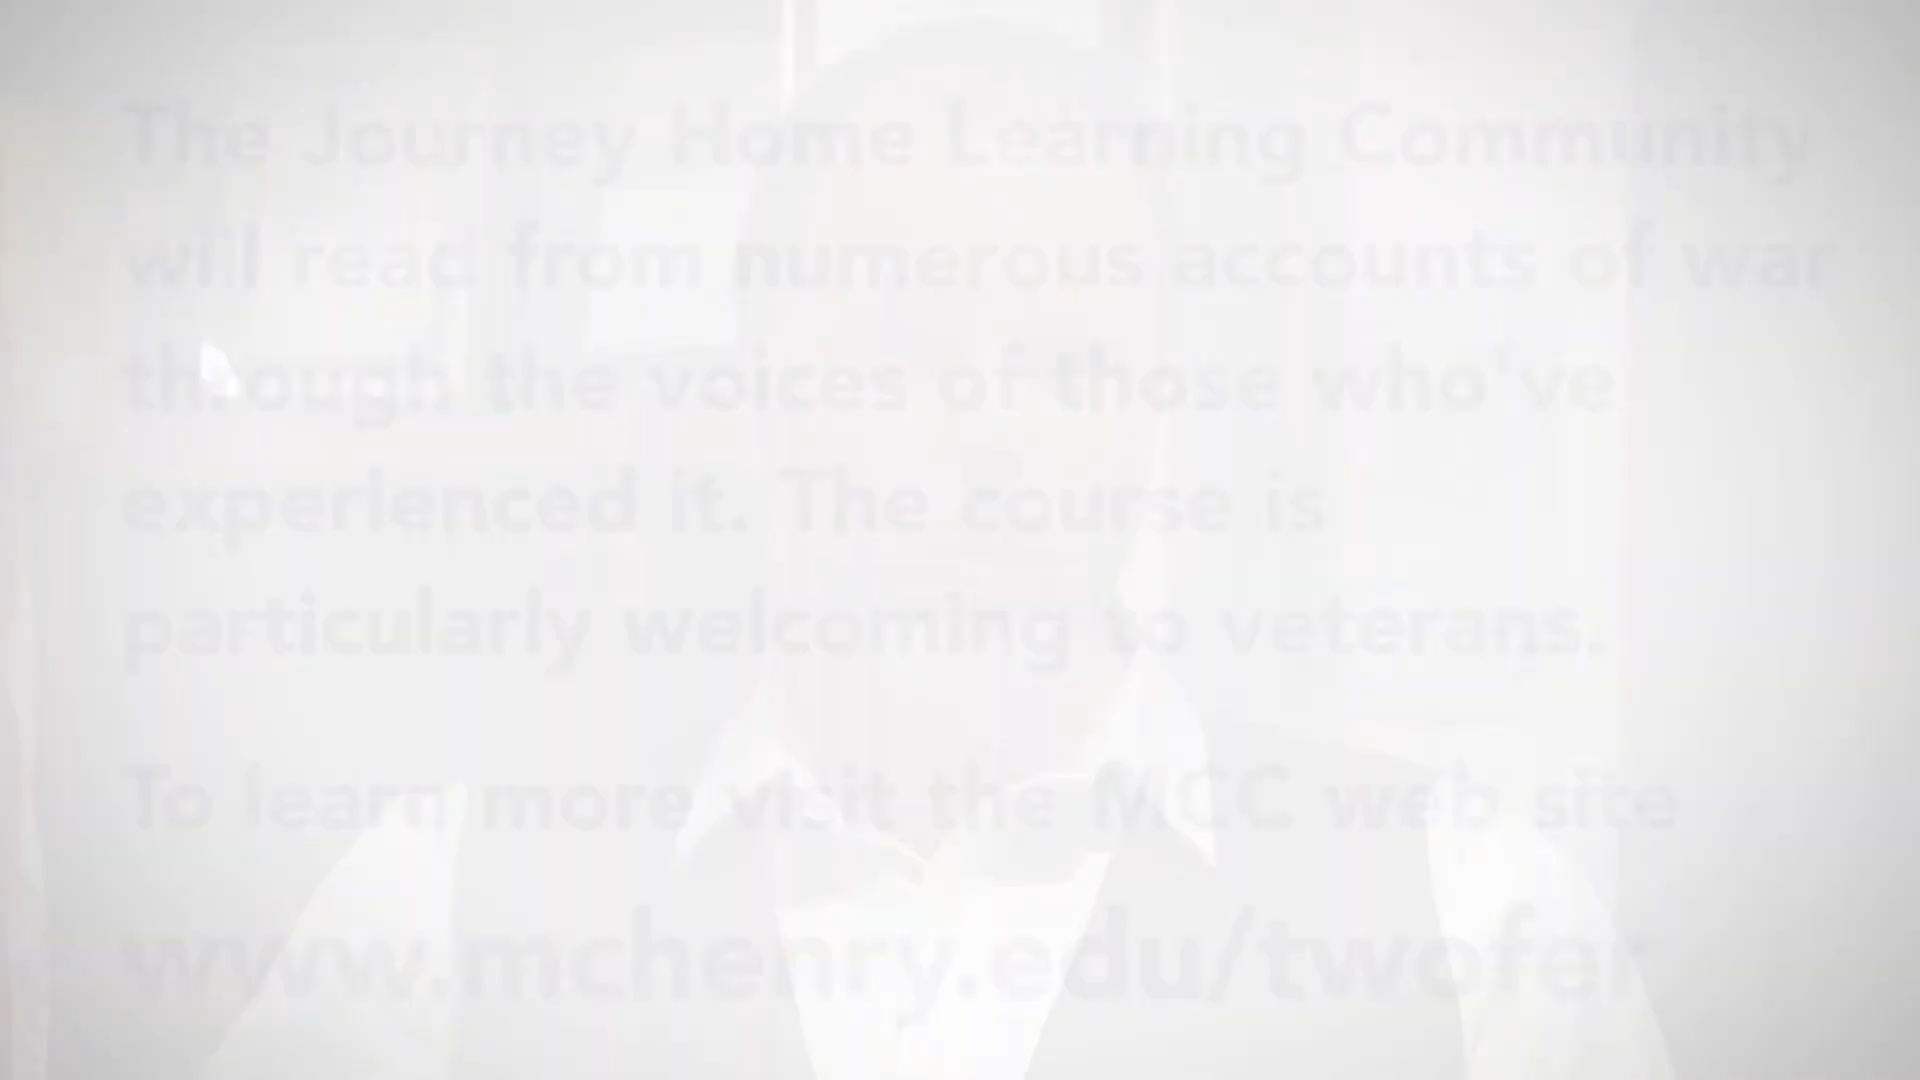 The Journey Home Learning Community
will read from numerous accounts of war
through the voices of those who've
experienced it. The course is
particularly welcoming to veterans.
To learn more visit the MCC web site
www.mchenry.edu/twofer